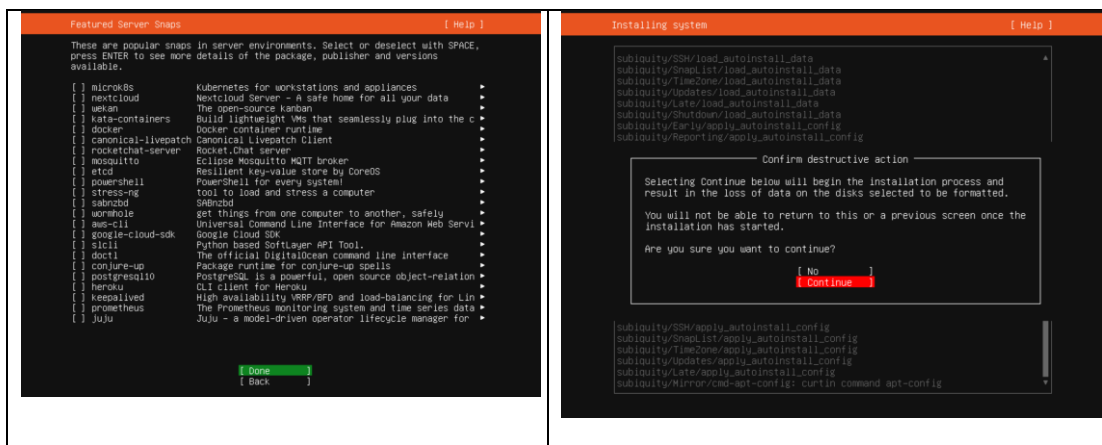 Featured Server Snaps [ Help ]
These are popular snaps in server environments. Select or deselect with SPACE,
press ENTER to see more details of the package, publisher and versions
available.
[ ] microk8s Kubernetes for workstations and appliances ▸
[ ] nextcloud Nextcloud Server – A safe home for all your data ▸
[ ] wekan The open-source kanban ▸
[ ] kata-containers Build lightweight VMs that seamlessly plug into the c ▸
[ ] docker Docker container runtime ▸
[ ] canonical-livepatch Canonical Livepatch Client ▸
[ ] rocketchat-server Rocket.Chat server ▸
[ ] mosquitto Eclipse Mosquitto MQTT broker ▸
[ ] etcd Resilient key-value store by CoreOS ▸
[ ] powershell PowerShell for every system! ▸
[ ] stress-ng tool to load and stress a computer ▸
[ ] sabnzbd SABnzbd ▸
[ ] wormhole get things from one computer to another, safely ▸
[ ] aws-cli Universal Command Line Interface for Amazon Web Servi ▸
[ ] google-cloud-sdk Google Cloud SDK ▸
[ ] slcli Python based SoftLayer API Tool. ▸
[ ] doctl The official DigitalOcean command line interface ▸
[ ] conjure-up Package runtime for conjure-up spells ▸
[ ] postgresql10 PostgreSQL is a powerful, open source object-relation ▸
[ ] heroku CLI client for Heroku ▸
[ ] keepalived High availability VRRP/BFD and load-balancing for Lin ▸
[ ] prometheus The Prometheus monitoring system and time series data ▸
[ ] juju Juju – a model-driven operator lifecycle manager for ▸
[ Done ]
[ Back ]
Installing system [ Help ]
subiquity/SSH/load_autoinstall_data
subiquity/SnapList/load_autoinstall_data
subiquity/TimeZone/load_autoinstall_data
subiquity/Updates/load_autoinstall_data
subiquity/Late/load_autoinstall_data
subiquity/Shutdown/load_autoinstall_data
subiquity/Early/apply_autoinstall_config
subiquity/Reporting/apply_autoinstall_config
Confirm destructive action
Selecting Continue below will begin the installation process and
result in the loss of data on the disks selected to be formatted.
You will not be able to return to this or a previous screen once the
installation has started.
Are you sure you want to continue?
[ No ]
[ Continue ]
subiquity/SSH/apply_autoinstall_config
subiquity/SnapList/apply_autoinstall_config
subiquity/TimeZone/apply_autoinstall_config
subiquity/Updates/apply_autoinstall_config
subiquity/Late/apply_autoinstall_config
subiquity/Mirror/cmd-apt-config: curtin command apt-config